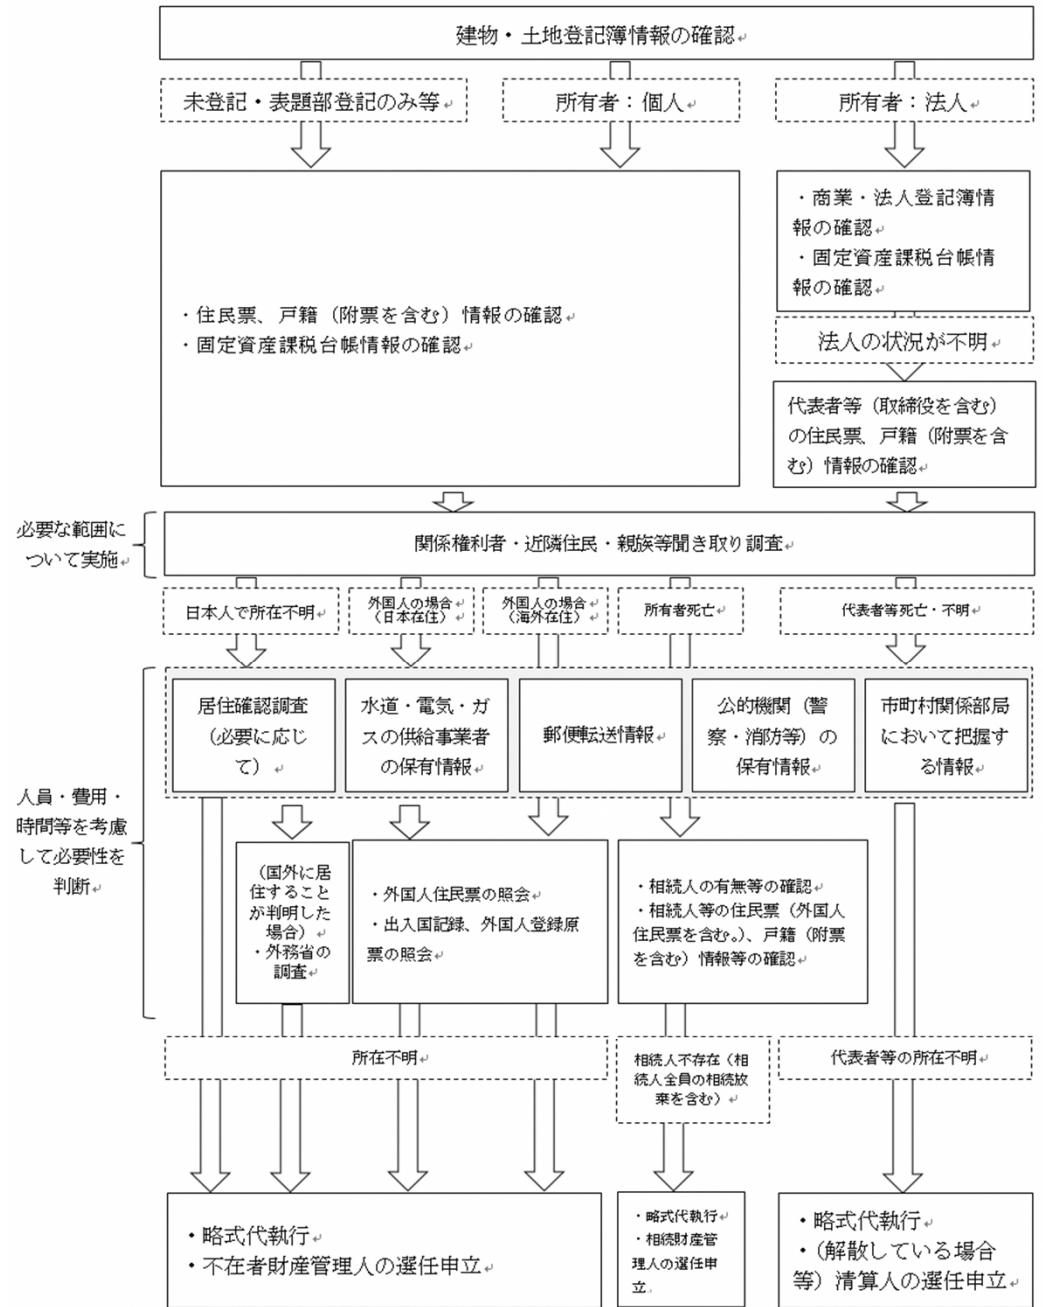 建物・土地登記簿情報の確認
未登記・表題部登記のみ等
所有者：個人
所有者：法人
・住民票、戸籍（附票を含む）情報の確認
・固定資産課税台帳情報の確認
・商業・法人登記簿情
報の確認
・固定資産課税台帳情
報の確認
法人の状況が不明
代表者等（取締役を含む）
の住民票、戸籍（附票を含
む）情報の確認
必要な範囲に
ついて実施
関係権利者・近隣住民・親族等聞き取り調査
日本人で所在不明
外国人の場合
（日本在住）
外国人の場合
（海外在住）
所有者死亡
代表者等死亡・不明
人員・費用・
時間等を考慮
して必要性を
判断
居住確認調査
（必要に応じ
て）
水道・電気・ガ
スの供給事業者
の保有情報
郵便転送情報
公的機関（警
察・消防等）の
保有情報
市町村関係部局
において把握す
る情報
（国外に居
住すること
が判明した
場合）
・外務省の
調査
・外国人住民票の照会
・出入国記録、外国人登録原
票の照会
・相続人の有無等の確認
・相続人等の住民票（外国人
住民票を含む。）、戸籍（附票
を含む）情報等の確認
所在不明
相続人不存在（相
続人全員の相続放
棄を含む）
代表者等の所在不明
・略式代執行
・不在者財産管理人の選任申立
・略式代執行
・相続財産管
理人の選任申
立
・略式代執行
・（解散している場合
等）清算人の選任申立